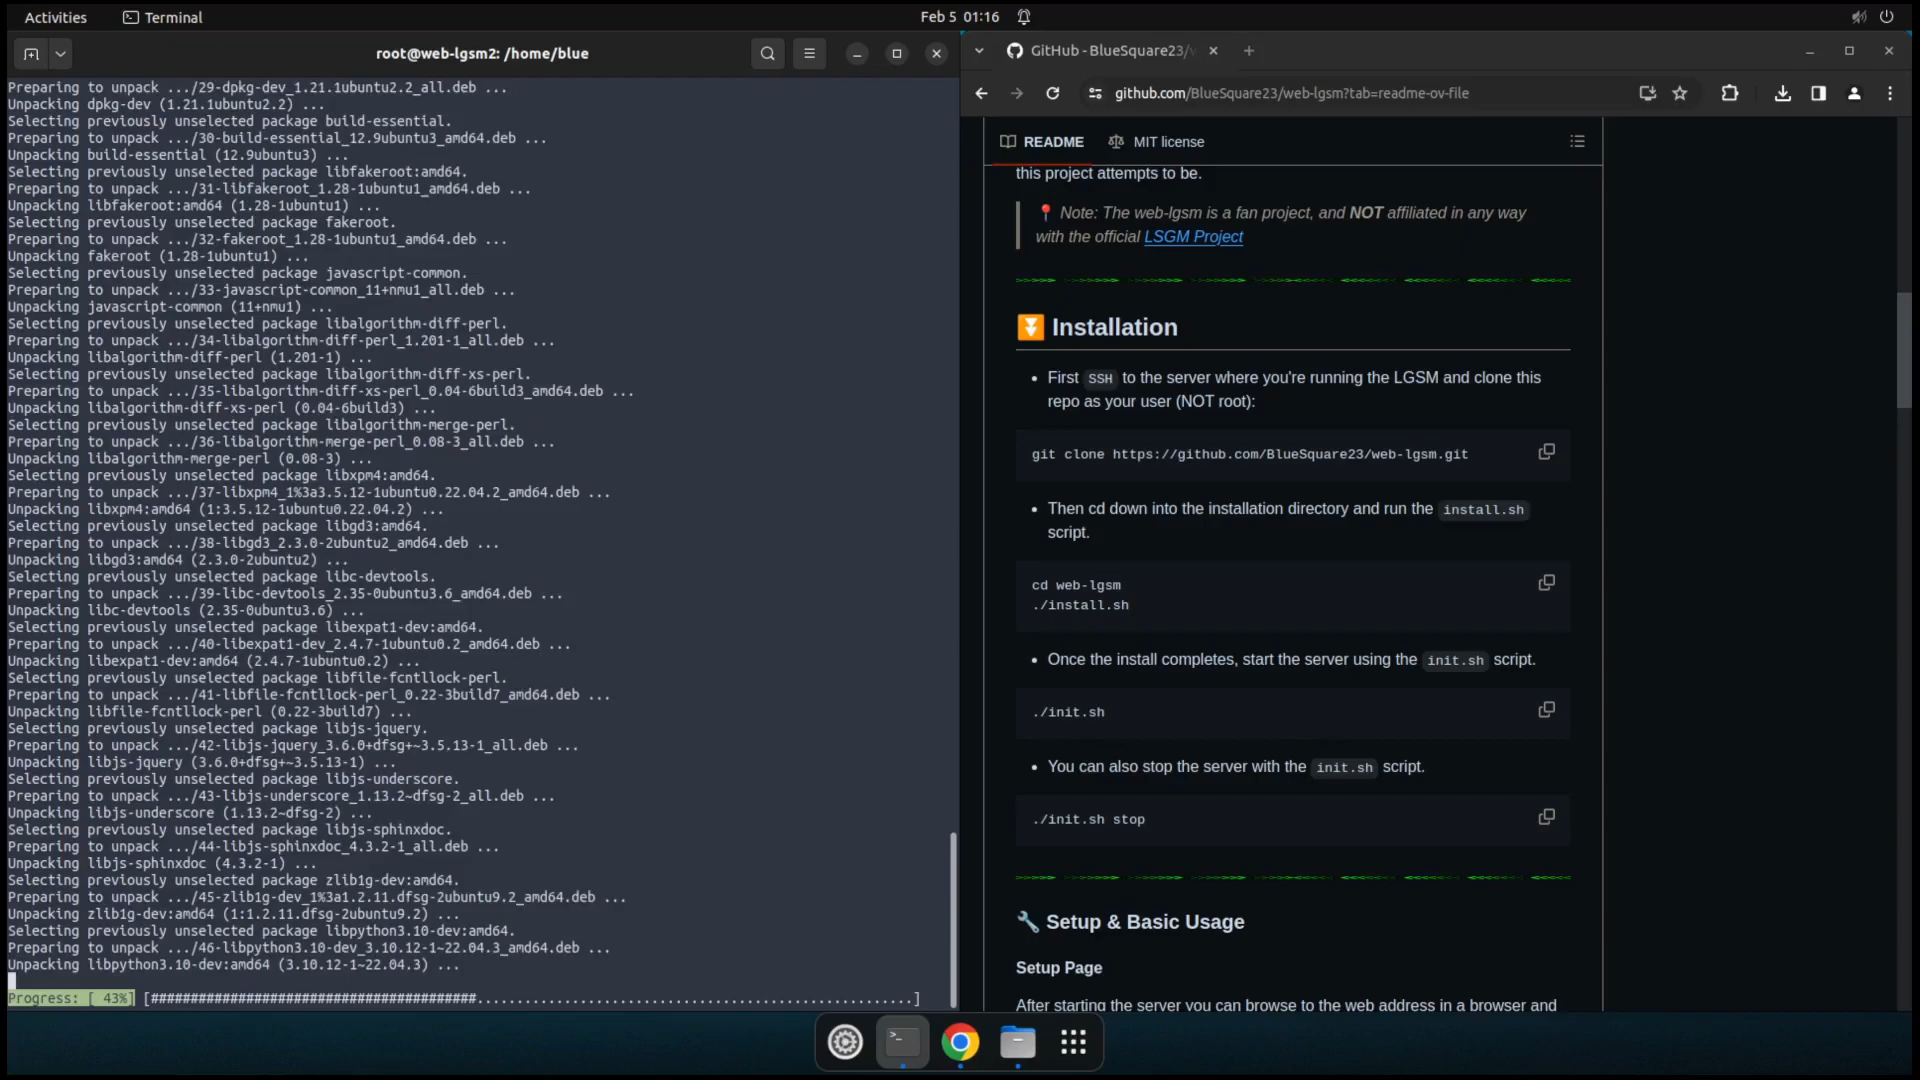 Activities
Terminal
Feb 5 01:16
root@web-lgsm2: /home/blue
Preparing to unpack .../29-dpkg-dev_1.21.1ubuntu2.2_all.deb ...
Unpacking dpkg-dev (1.21.1ubuntu2.2) ...
Selecting previously unselected package build-essential.
Preparing to unpack .../30-build-essential_12.9ubuntu3_amd64.deb ...
Unpacking build-essential (12.9ubuntu3) ...
Selecting previously unselected package libfakeroot:amd64.
Preparing to unpack .../31-libfakeroot_1.28-1ubuntu1_amd64.deb ...
Unpacking libfakeroot:amd64 (1.28-1ubuntu1) ...
Selecting previously unselected package fakeroot.
Preparing to unpack .../32-fakeroot_1.28-1ubuntu1_amd64.deb ...
Unpacking fakeroot (1.28-1ubuntu1) ...
Selecting previously unselected package javascript-common.
Preparing to unpack .../33-javascript-common_11+nmu1_all.deb ...
Unpacking javascript-common (11+nmu1) ...
Selecting previously unselected package libalgorithm-diff-perl.
Preparing to unpack .../34-libalgorithm-diff-perl_1.201-1_all.deb ...
Unpacking libalgorithm-diff-perl (1.201-1) ...
Selecting previously unselected package libalgorithm-diff-xs-perl.
Preparing to unpack .../35-libalgorithm-diff-xs-perl_0.04-6build3_amd64.deb ...
Unpacking libalgorithm-diff-xs-perl (0.04-6build3) ...
Selecting previously unselected package libalgorithm-merge-perl.
Preparing to unpack .../36-libalgorithm-merge-perl_0.08-3_all.deb ...
Unpacking libalgorithm-merge-perl (0.08-3) ...
Selecting previously unselected package libxpm4:amd64.
Preparing to unpack .../37-libxpm4_1%3a3.5.12-1ubuntu0.22.04.2_amd64.deb ...
Unpacking libxpm4:amd64 (1:3.5.12-1ubuntu0.22.04.2) ...
Selecting previously unselected package libgd3:amd64.
Preparing to unpack .../38-libgd3_2.3.0-2ubuntu2_amd64.deb ...
Unpacking libgd3:amd64 (2.3.0-2ubuntu2) ...
Selecting previously unselected package libc-devtools.
Preparing to unpack .../39-libc-devtools_2.35-0ubuntu3.6_amd64.deb ...
Unpacking libc-devtools (2.35-0ubuntu3.6) ...
Selecting previously unselected package libexpat1-dev:amd64.
Preparing to unpack .../40-libexpat1-dev_2.4.7-1ubuntu0.2_amd64.deb ...
Unpacking libexpat1-dev:amd64 (2.4.7-1ubuntu0.2) ...
Selecting previously unselected package libfile-fcntllock-perl.
Preparing to unpack .../41-libfile-fcntllock-perl_0.22-3build7_amd64.deb ...
Unpacking libfile-fcntllock-perl (0.22-3build7) ...
Selecting previously unselected package libjs-jquery.
Preparing to unpack .../42-libjs-jquery_3.6.0+dfsg+~3.5.13-1_all.deb ...
Unpacking libjs-jquery (3.6.0+dfsg+~3.5.13-1) ...
Selecting previously unselected package libjs-underscore.
Preparing to unpack .../43-libjs-underscore_1.13.2~dfsg-2_all.deb ...
Unpacking libjs-underscore (1.13.2~dfsg-2) ...
Selecting previously unselected package libjs-sphinxdoc.
Preparing to unpack .../44-libjs-sphinxdoc_4.3.2-1_all.deb ...
Unpacking libjs-sphinxdoc (4.3.2-1) ...
Selecting previously unselected package zlib1g-dev:amd64.
Preparing to unpack .../45-zlib1g-dev_1%3a1.2.11.dfsg-2ubuntu9.2_amd64.deb ...
Unpacking zlib1g-dev:amd64 (1:1.2.11.dfsg-2ubuntu9.2) ...
Selecting previously unselected package libpython3.10-dev:amd64.
Preparing to unpack .../46-libpython3.10-dev_3.10.12-1~22.04.3_amd64.deb ...
Unpacking libpython3.10-dev:amd64 (3.10.12-1~22.04.3) ...
Progress: [ 43%] [#########################################.......................................................]
GitHub - BlueSquare23/
github.com/BlueSquare23/web-lgsm?tab=readme-ov-file
README
MIT license
this project attempts to be.
📍 Note: The web-lgsm is a fan project, and NOT affiliated in any way
with the official LSGM Project
⏬ Installation
• First SSH to the server where you're running the LGSM and clone this
repo as your user (NOT root):
git clone https://github.com/BlueSquare23/web-lgsm.git
• Then cd down into the installation directory and run the install.sh
script.
cd web-lgsm
./install.sh
• Once the install completes, start the server using the init.sh script.
./init.sh
• You can also stop the server with the init.sh script.
./init.sh stop
🔧 Setup & Basic Usage
Setup Page
After starting the server you can browse to the web address in a browser and